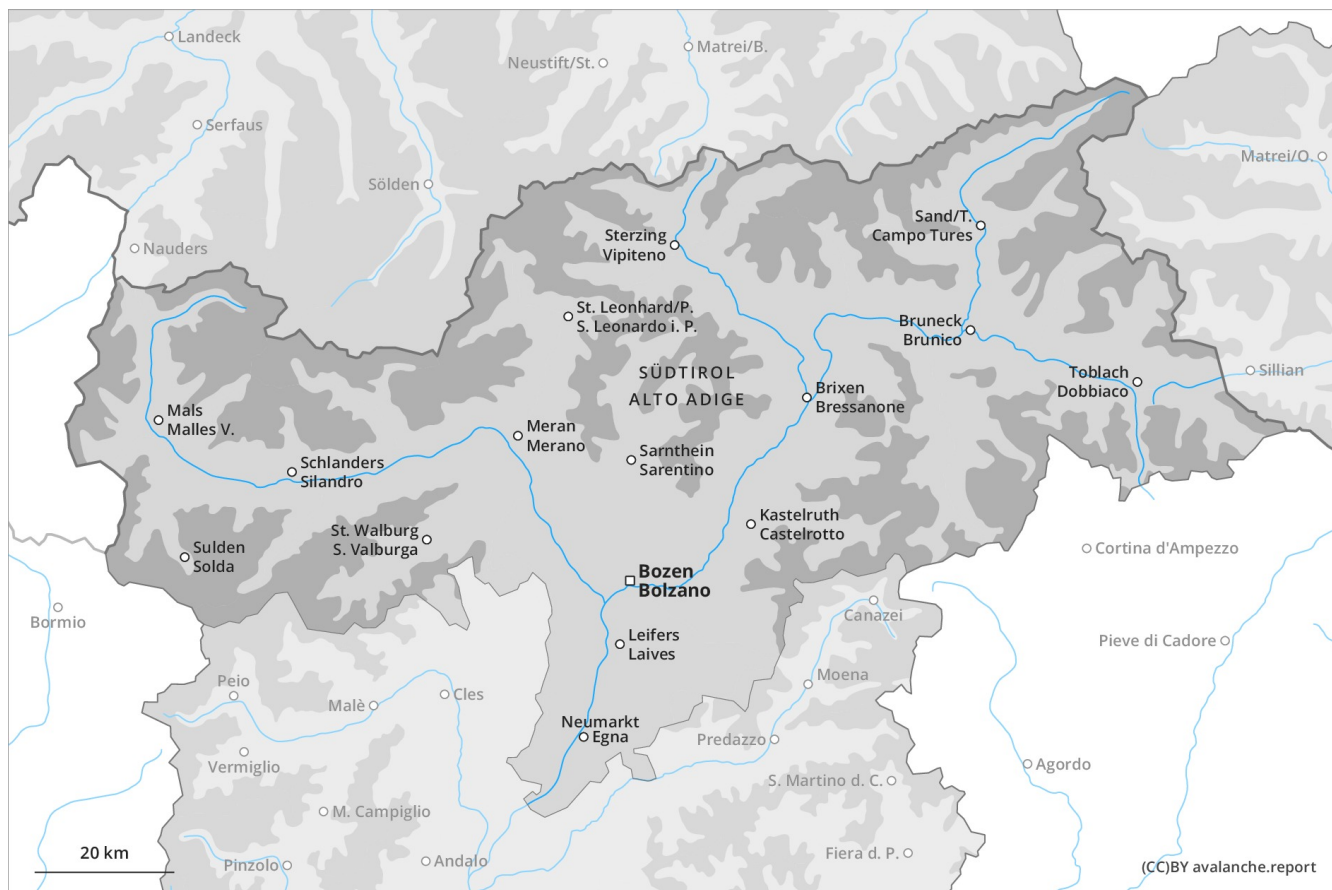 Landeck
Matrei/B.
Neustift/St.
Serfaus
Matrei/O.
Sölden
Sand/T.
Campo Tures
Nauders
Sterzing
Vipiteno
St. Leonhard/P.
S. Leonardo i. P.
Bruneck
Brunico
SÜDTIROL
ALTO ADIGE
Toblach
Dobbiaco
Sillian
Brixen
Bressanone
Mals
Malles V.
Meran
Merano
Schlanders
Silandro
Sarnthein
Sarentino
Kastelruth
Castelrotto
St. Walburg
S. Valburga
Sulden
Solda
Cortina d'Ampezzo
Bozen
Bolzano
Bormio
Canazei
Leifers
Laives
Pieve di Cadore
Peio
Moena
Malè
Cles
Neumarkt
Egna
Predazzo
Vermiglio
Agordo
S. Martino d. C.
M. Campiglio
20 km
Pinzolo
Andalo
Fiera d. P.
(CC)BY avalanche.report